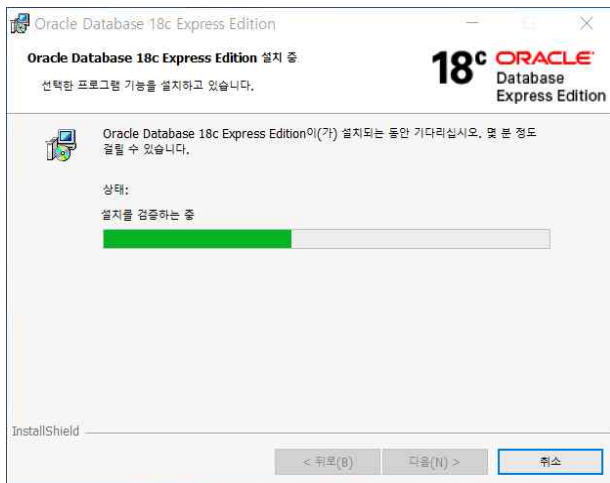 Oracle Database 18c Express Edition
Oracle Database 18c Express Edition 설치 중
선택한 프로그램 기능을 설치하고 있습니다.
18c ORACLE
Database
Express Edition
Oracle Database 18c Express Edition이(가) 설치되는 동안 기다리십시오. 몇 분 정도
걸릴 수 있습니다.
상태:
설치를 검증하는 중
InstallShield
< 뒤로(B) 다음(N) > 취소